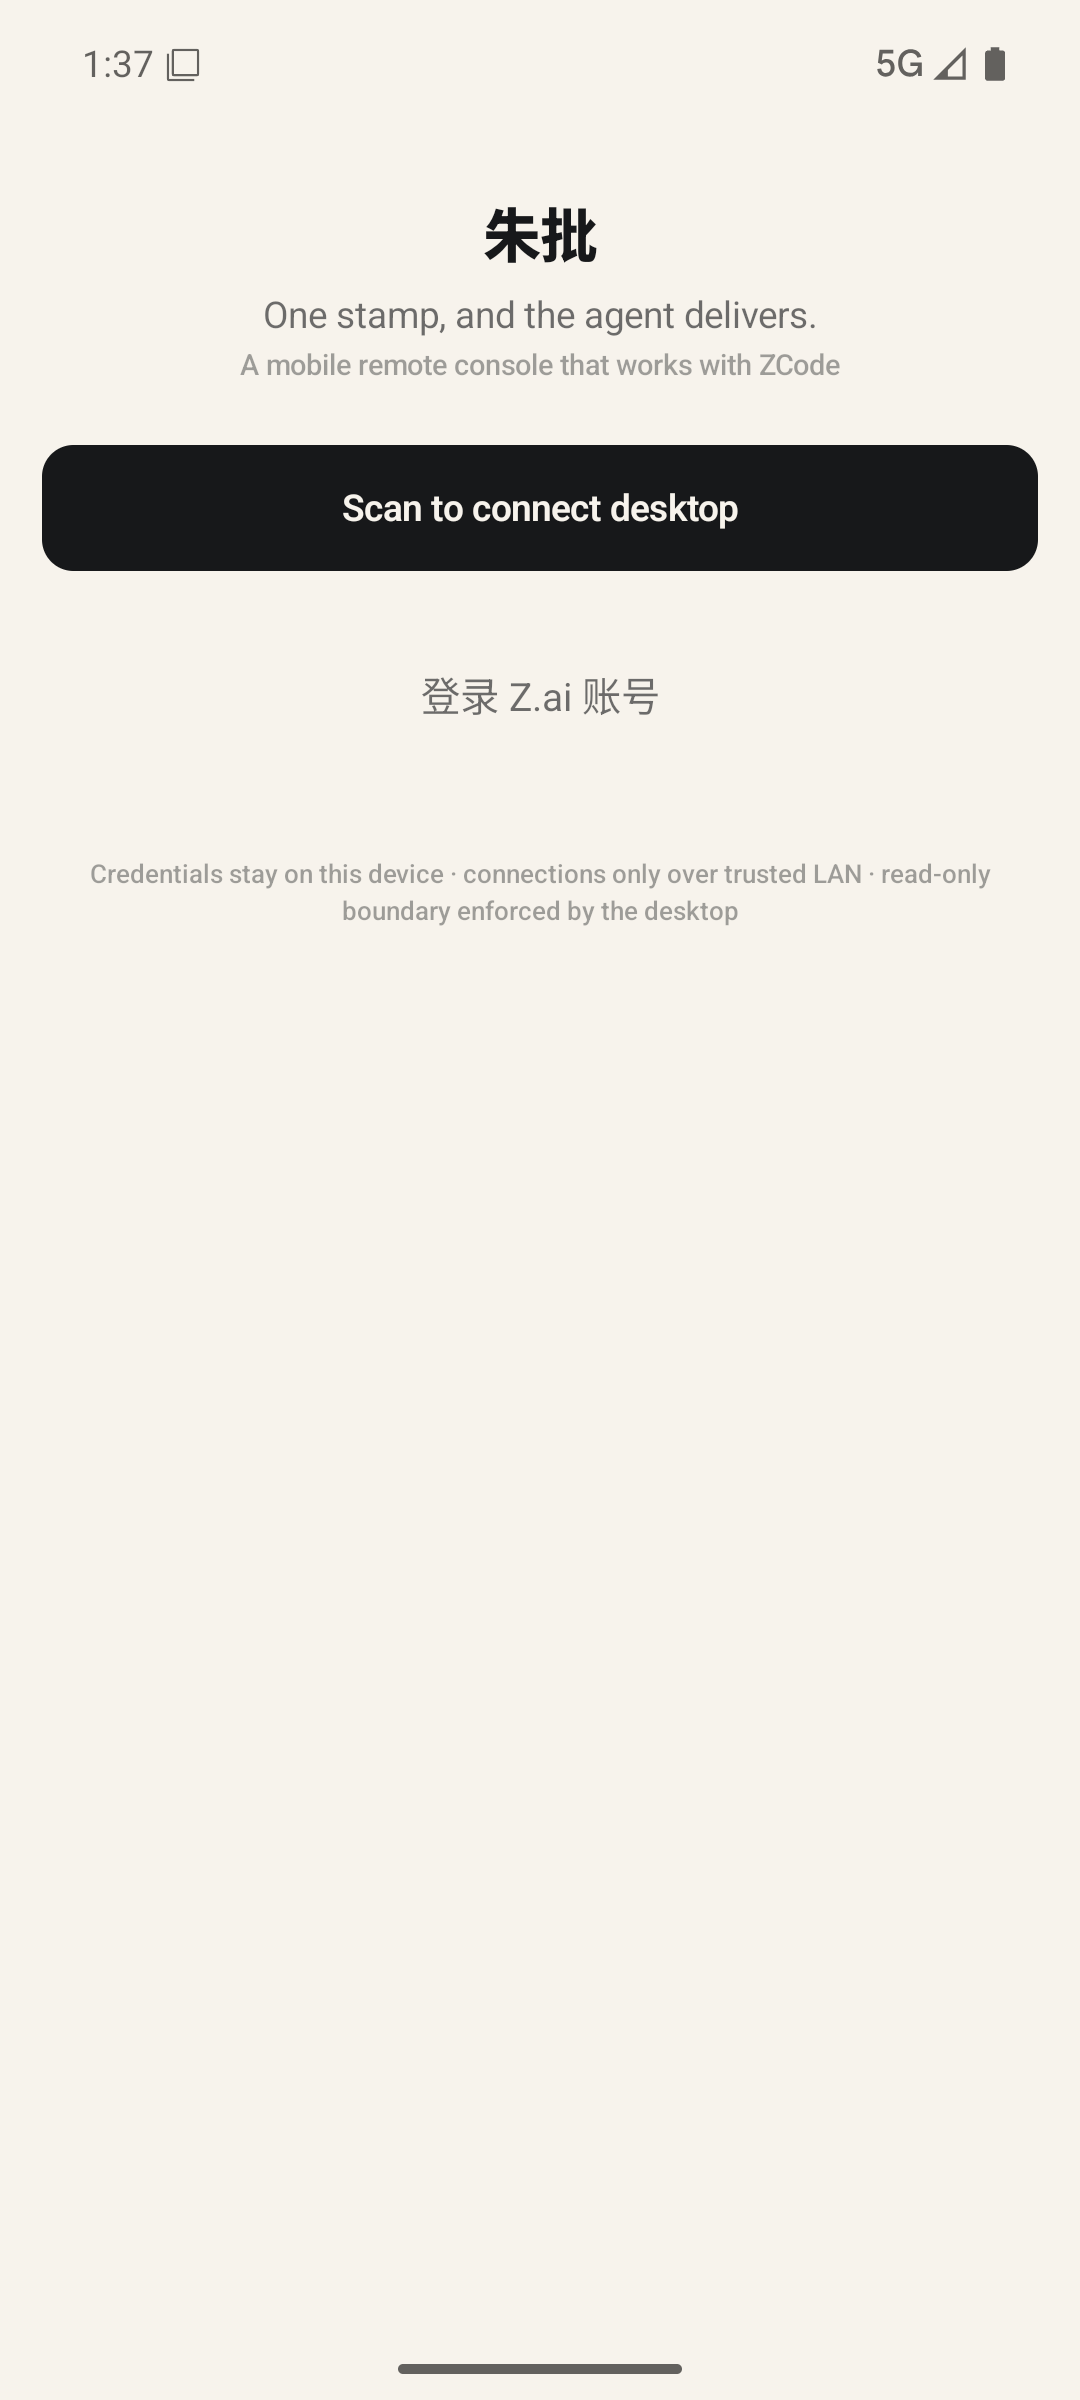 1:37
5G
朱批
One stamp, and the agent delivers.
A mobile remote console that works with ZCode
Scan to connect desktop
登录 Z.ai 账号
Credentials stay on this device · connections only over trusted LAN · read-only
boundary enforced by the desktop